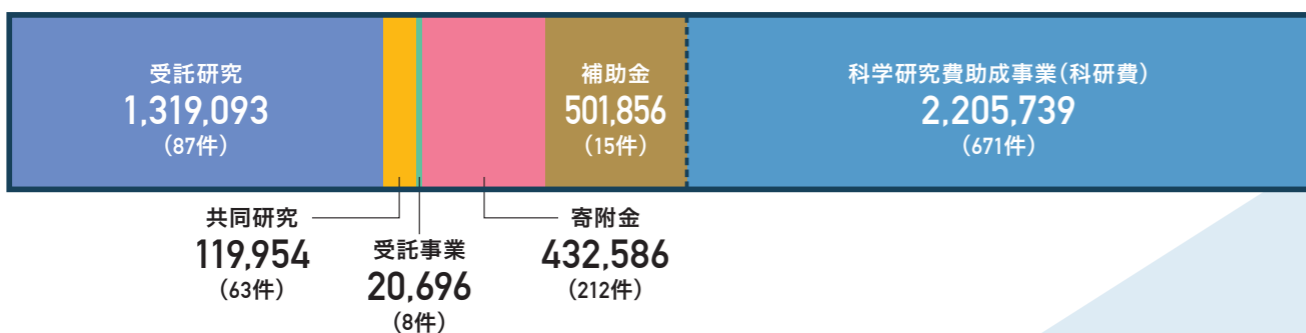 受託研究
1,319,093
(87件)
補助金
501,856
(15件)
科学研究費助成事業(科研費)
2,205,739
(671件)
共同研究
119,954
(63件)
受託事業
20,696
(8件)
寄附金
432,586
(212件)